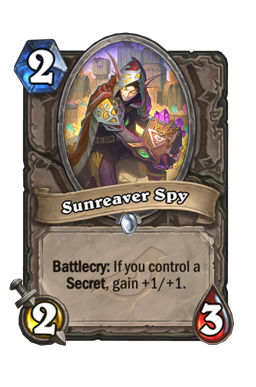 2
Sunreaver Spy
Battlecry: If you control a
Secret, gain +1/+1.
2
3